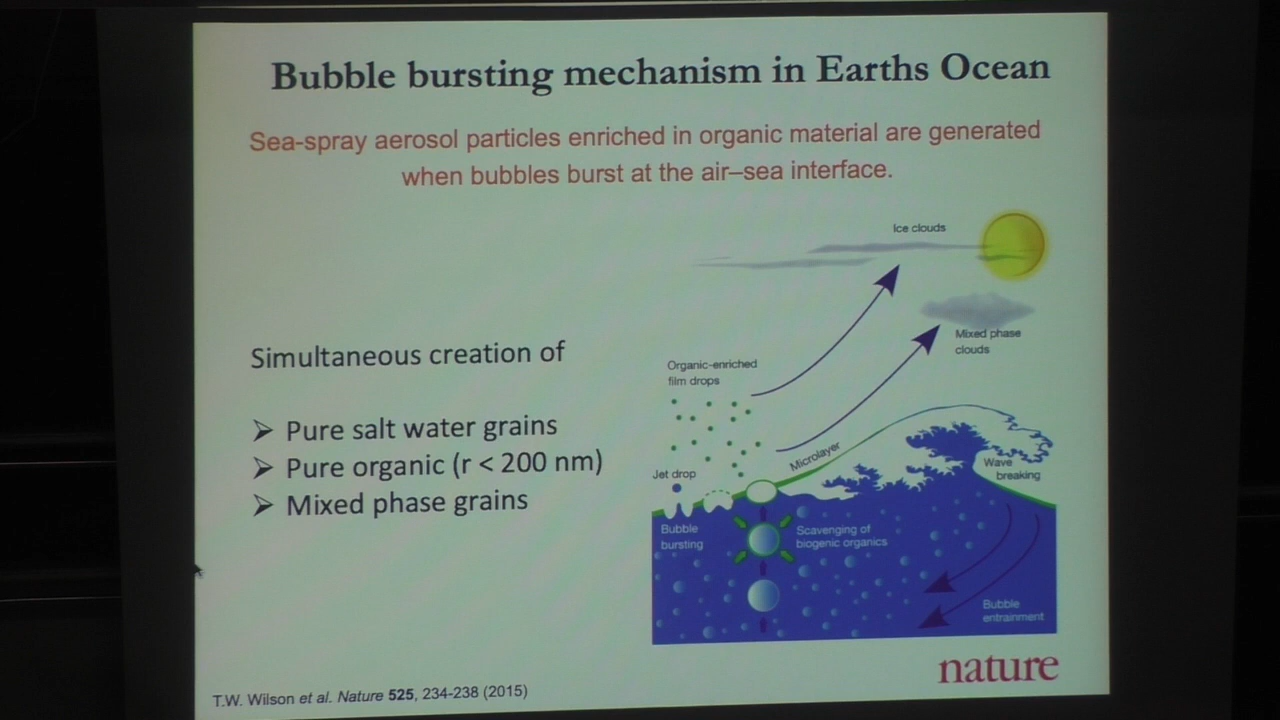 Bubble bursting mechanism in Earths Ocean
Sea-spray aerosol particles enriched in organic material are generated
when bubbles burst at the air–sea interface.
Simultaneous creation of
➢ Pure salt water grains
➢ Pure organic (r < 200 nm)
➢ Mixed phase grains
Ice clouds
Mixed phase
clouds
Organic-enriched
film drops
Microlayer
Jet drop
Wave
breaking
Bubble
bursting
Scavenging of
biogenic organics
Bubble
entrainment
nature
T.W. Wilson et al. Nature 525, 234-238 (2015)